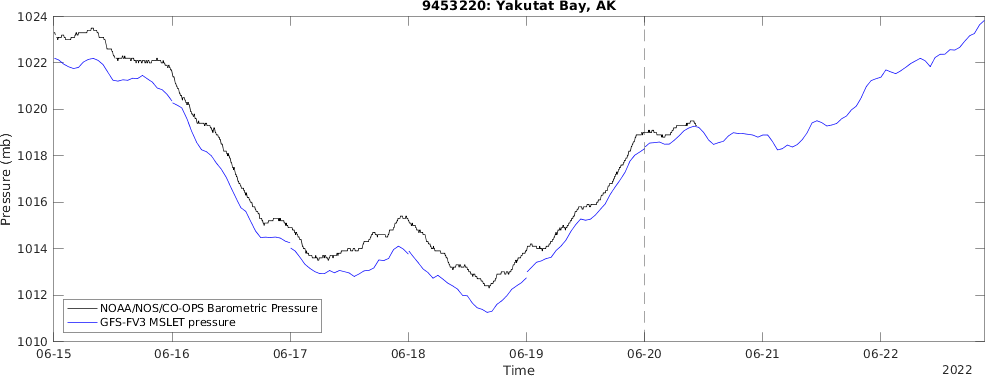 9453220: Yakutat Bay, AK
1024
1022
1020
1018
1016
1014
1012
1010
Pressure (mb)
NOAA/NOS/CO-OPS Barometric Pressure
GFS-FV3 MSLET pressure
06-15 06-16 06-17 06-18 06-19 06-20 06-21 06-22
Time
2022